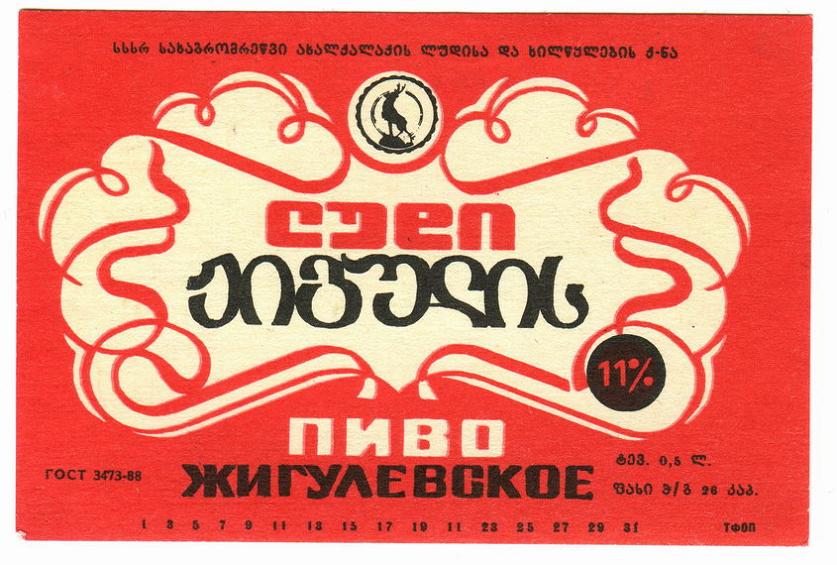 სსსრ სახაგრომრეწვი ახალქალაქის ლუდისა და ხილწყლების ქ-ნა
ლუდი
ჟიგულის
11%
ПИВО
ЖИГУЛЕВСКОЕ
ГОСТ 3473-88
ტევ. 0,5 ლ.
ფასი შ/გ 26 კაპ.
1 3 5 7 9 11 13 15 17 19 11 23 25 27 29 31
ТФОП